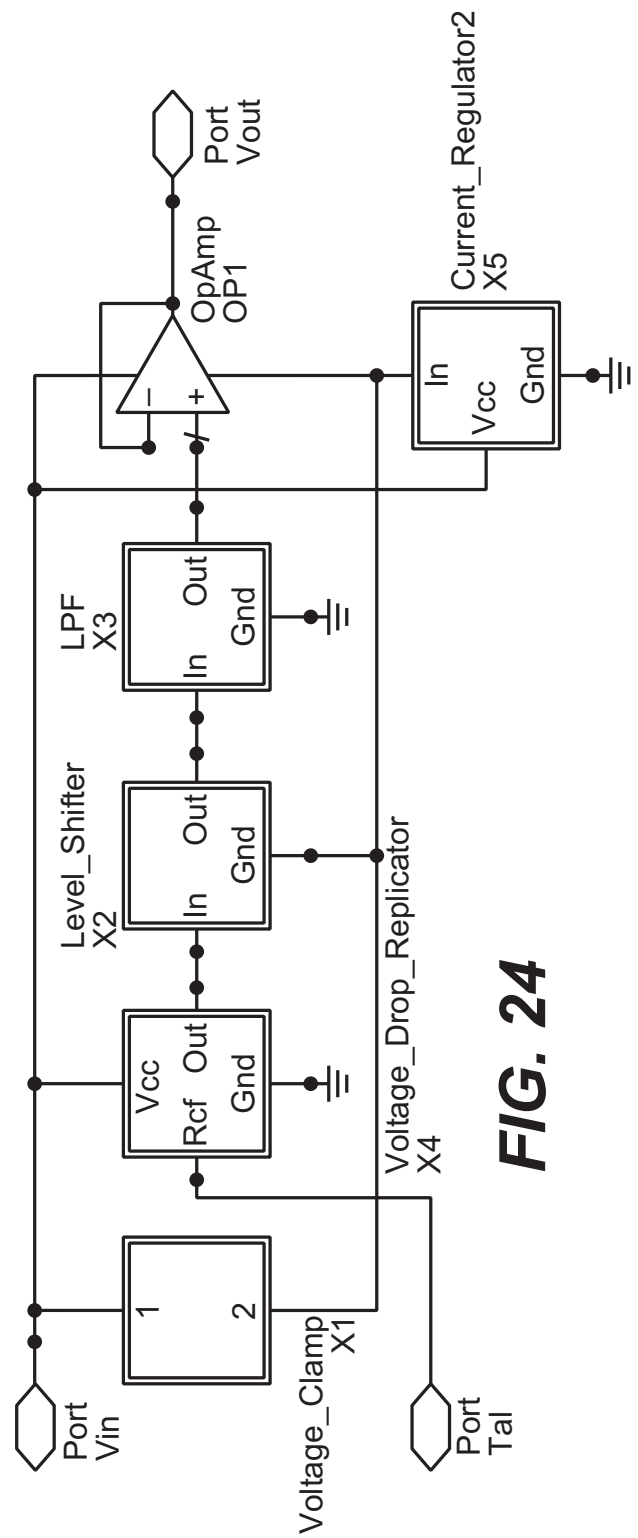 Port
Vin
1
2
Voltage_Clamp
X1
Port
Tal
Vcc
Rcf
Out
Gnd
Voltage_Drop_Replicator
X4
Level_Shifter
X2
In
Out
Gnd
LPF
X3
In
Out
Gnd
−
+
OpAmp
OP1
Port
Vout
In
Vcc
Gnd
Current_Regulator2
X5
FIG. 24